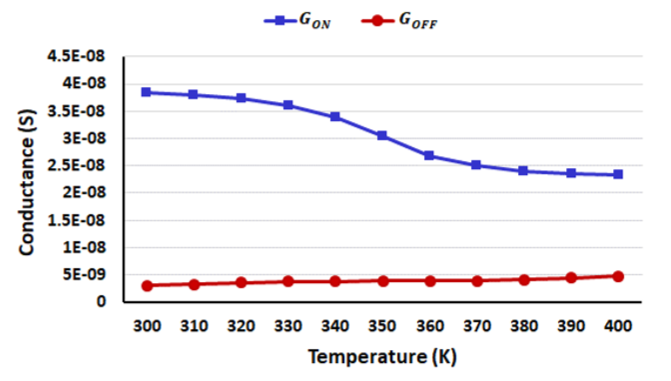 G_ON G_OFF
4.5E-08
4E-08
3.5E-08
3E-08
2.5E-08
2E-08
1.5E-08
1E-08
5E-09
0
Conductance (S)
300 310 320 330 340 350 360 370 380 390 400
Temperature (K)